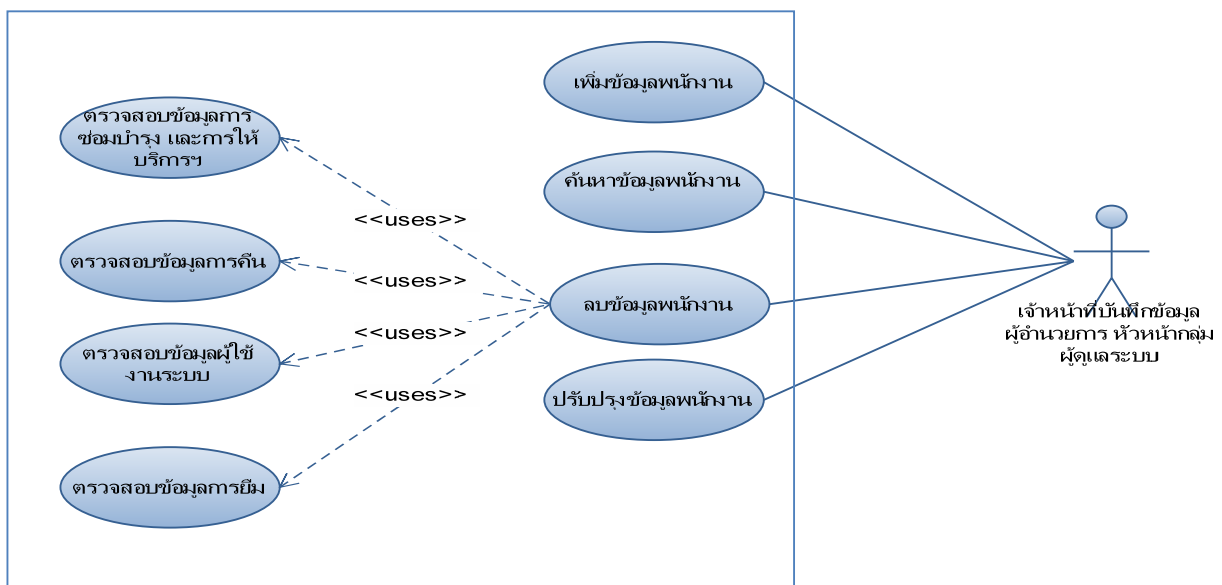 เพิ่มข้อมูลพนักงาน
ตรวจสอบข้อมูลการ
ซ่อมบำรุง และการให้
บริการฯ
ค้นหาข้อมูลพนักงาน
<<uses>>
ตรวจสอบข้อมูลการคืน
<<uses>>
ลบข้อมูลพนักงาน
เจ้าหน้าที่บันทึกข้อมูล
ผู้อำนวยการ หัวหน้ากลุ่ม
ผู้ดูแลระบบ
<<uses>>
ตรวจสอบข้อมูลผู้ใช้
งานระบบ
<<uses>>
ปรับปรุงข้อมูลพนักงาน
ตรวจสอบข้อมูลการยืม